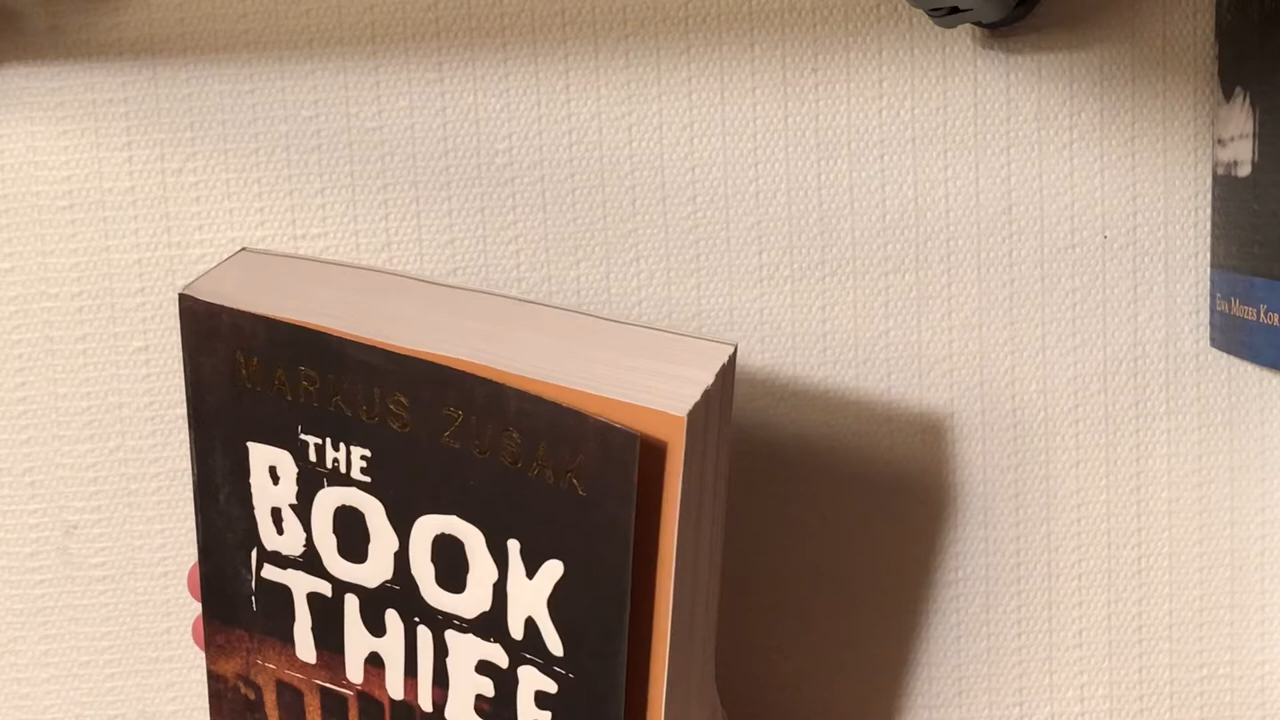 MARKUS ZUSAK
THE
BOOK
THIEF
EVA MOZES KOR